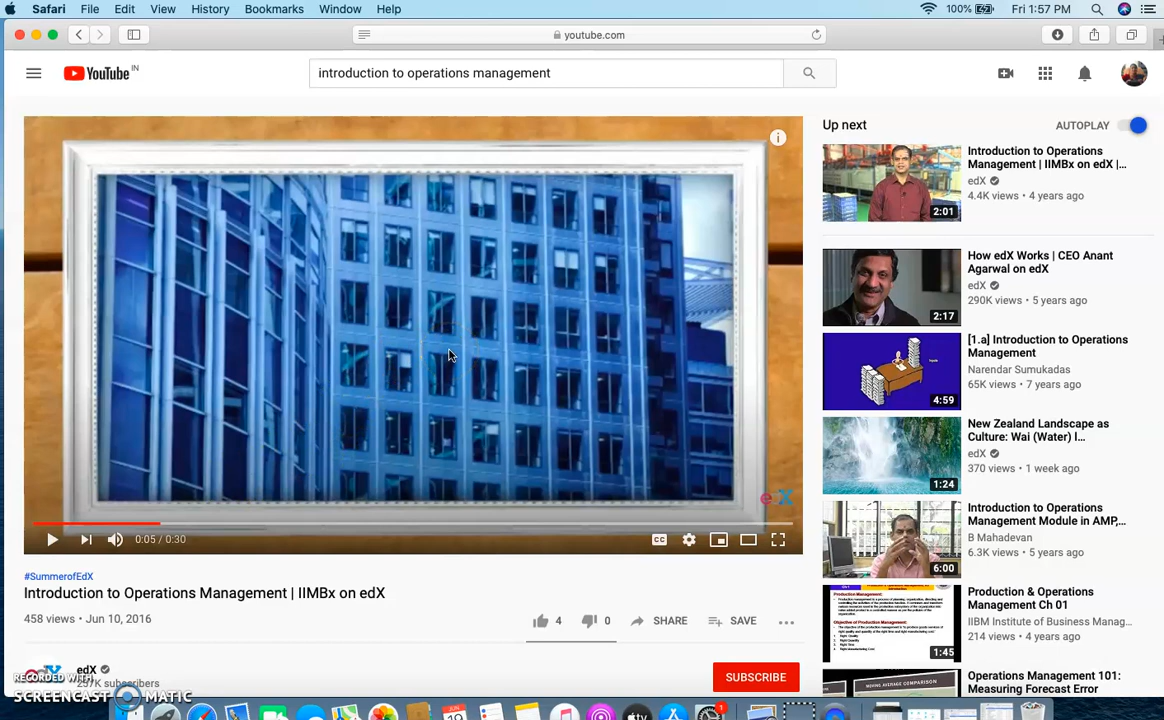 Safari File Edit View History Bookmarks Window Help 100% Fri 1:57 PM
youtube.com
YouTube IN
introduction to operations management
Up next AUTOPLAY
Introduction to Operations
Management | IIMBx on edX |...
edX
4.4K views • 4 years ago
2:01
How edX Works | CEO Anant
Agarwal on edX
edX
290K views • 5 years ago
2:17
[1.a] Introduction to Operations
Management
Narendar Sumukadas
65K views • 7 years ago
4:59
New Zealand Landscape as
Culture: Wai (Water) |...
edX
370 views • 1 week ago
1:24
Introduction to Operations
Management Module in AMP,...
B Mahadevan
6.3K views • 5 years ago
6:00
Production & Operations
Management Ch 01
IIBM Institute of Business Manag...
214 views • 4 years ago
1:45
Operations Management 101:
Measuring Forecast Error
MOVING AVERAGE COMPARISON
0:05 / 0:30
CC
#SummerofEdX
Introduction to Operations Management | IIMBx on edX
458 views • Jun 10, 2016
4 0 SHARE SAVE
edX
257K subscribers
SUBSCRIBE
RECORDED WITH
SCREENCAST MATIC